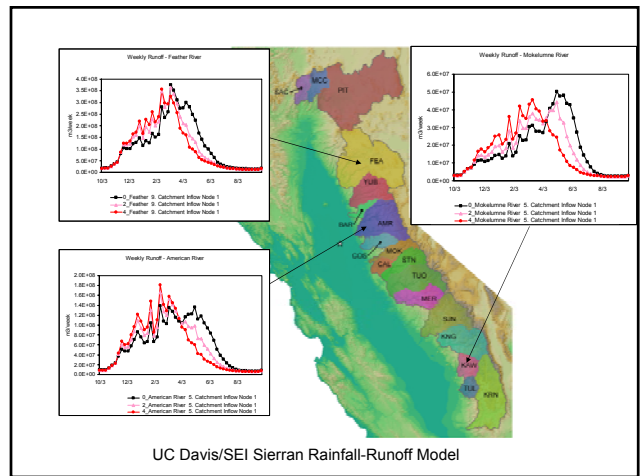 Weekly Runoff - Feather River
4.0E+08
3.5E+08
3.0E+08
2.5E+08
2.0E+08
1.5E+08
1.0E+08
5.0E+07
0.0E+00
m3/week
10/3 12/3 2/3 4/3 6/3 8/3
0_Feather 9. Catchment Inflow Node 1
2_Feather 9. Catchment Inflow Node 1
4_Feather 9. Catchment Inflow Node 1
Weekly Runoff - Mokelumne River
6.0E+07
5.0E+07
4.0E+07
3.0E+07
2.0E+07
1.0E+07
0.0E+00
m3/week
10/3 12/3 2/3 4/3 6/3 8/3
0_Mokelumne River 5. Catchment Inflow Node 1
2_Mokelumne River 5. Catchment Inflow Node 1
4_Mokelumne River 5. Catchment Inflow Node 1
Weekly Runoff - American River
2.0E+08
1.8E+08
1.6E+08
1.4E+08
1.2E+08
1.0E+08
8.0E+07
6.0E+07
4.0E+07
2.0E+07
0.0E+00
m3/week
10/3 12/3 2/3 4/3 6/3 8/3
0_American River 5. Catchment Inflow Node 1
2_American River 5. Catchment Inflow Node 1
4_American River 5. Catchment Inflow Node 1
SAC
MCC
PIT
FEA
YUB
BAR
AMR
COS
MOK
CAL
STN
TUO
MER
SJN
KNG
KAW
TUL
KRN
UC Davis/SEI Sierran Rainfall-Runoff Model